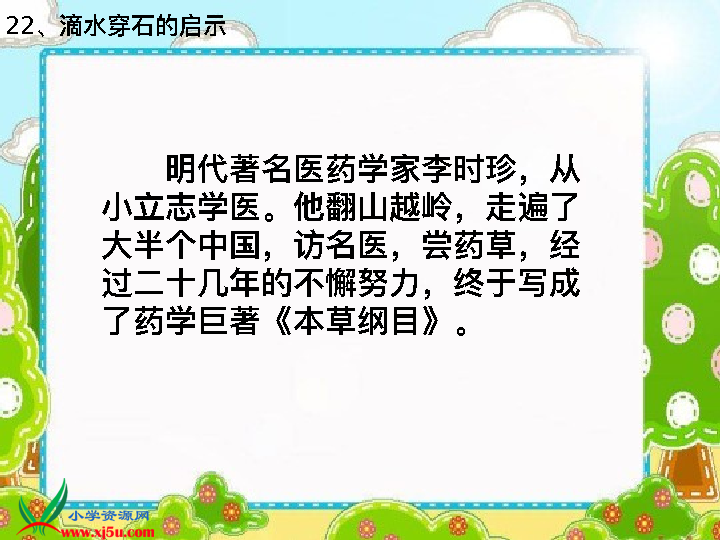 22、滴水穿石的启示
明代著名医药学家李时珍，从
小立志学医。他翻山越岭，走遍了
大半个中国，访名医，尝药草，经
过二十几年的不懈努力，终于写成
了药学巨著《本草纲目》。
小学资源网
www.xj5u.com